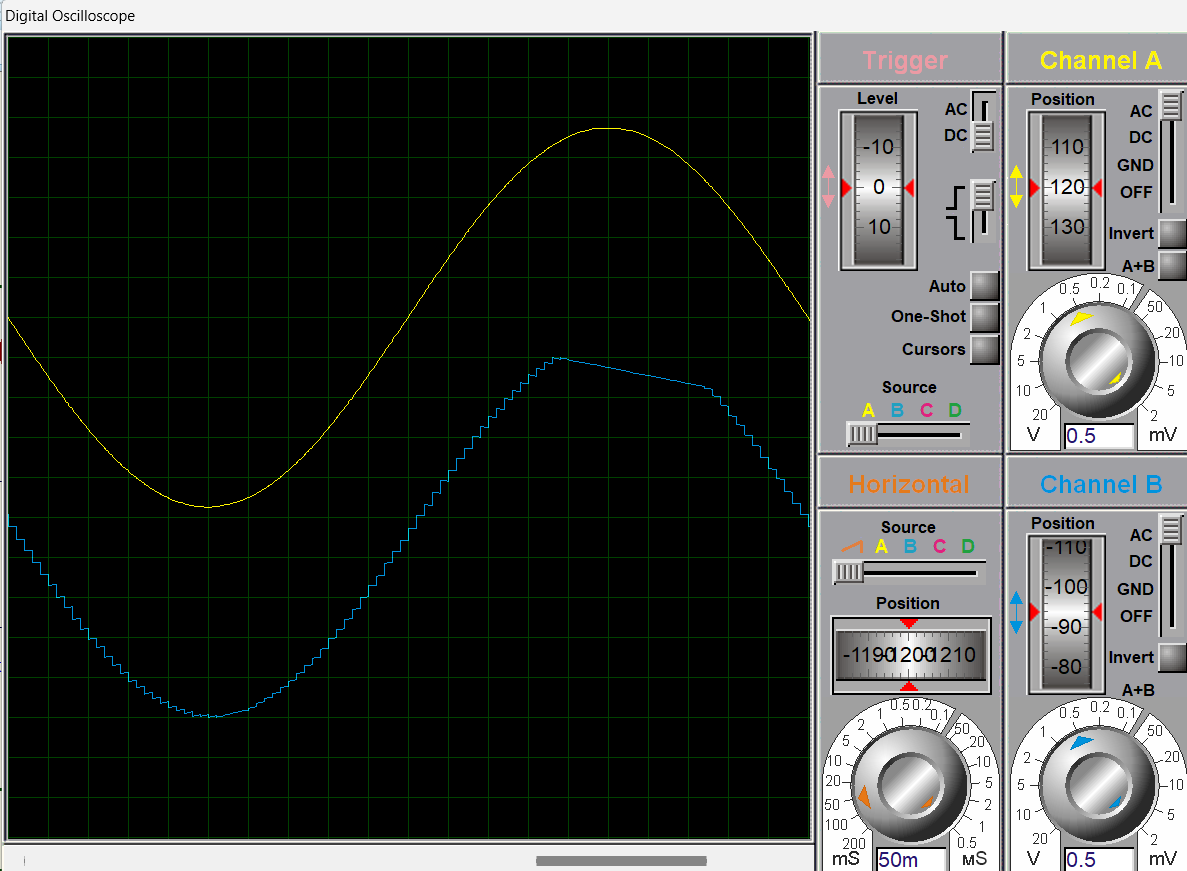 Digital Oscilloscope
Trigger
Level
-10
0
10
AC
DC
Auto
One-Shot
Cursors
Source
A B C D
Channel A
Position
110
120
130
AC
DC
GND
OFF
Invert
A+B
20
10
5
2
1
0.5
0.2
0.1
50
20
10
5
2
V
0.5
mV
Horizontal
Source
A B C D
Position
-1190 -1200 -1210
200
100
50
20
10
5
2
1
0.5
0.2
0.1
50
20
10
5
2
1
0.5
mS
50m
мS
Channel B
Position
-110
-100
-90
-80
AC
DC
GND
OFF
Invert
A+B
20
10
5
2
1
0.5
0.2
0.1
50
20
10
5
2
V
0.5
mV